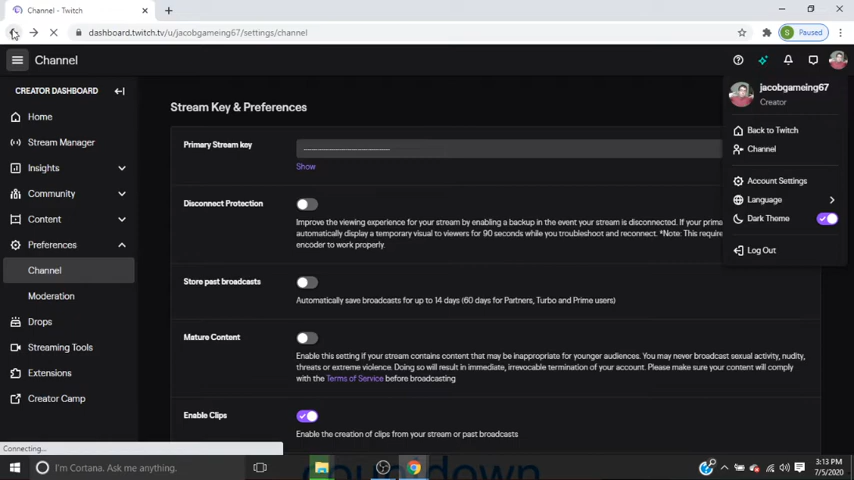 Channel - Twitch
dashboard.twitch.tv/u/jacobgameing67/settings/channel
S Paused
Channel
CREATOR DASHBOARD
Home
Stream Manager
Insights
Community
Content
Preferences
Channel
Moderation
Drops
Streaming Tools
Extensions
Creator Camp
Stream Key & Preferences
Primary Stream key
Show
Disconnect Protection
Improve the viewing experience for your stream by enabling a backup in the event your stream is disconnected. If your prima
automatically display a temporary visual to viewers for 90 seconds while you troubleshoot and reconnect. *Note: This require
encoder to work properly.
Store past broadcasts
Automatically save broadcasts for up to 14 days (60 days for Partners, Turbo and Prime users)
Mature Content
Enable this setting if your stream contains content that may be inappropriate for younger audiences. You may never broadcast sexual activity, nudity,
threats or extreme violence. Doing so will result in immediate, irrevocable termination of your account. Please make sure your content will comply
with the Terms of Service before broadcasting
Enable Clips
Enable the creation of clips from your stream or past broadcasts
jacobgameing67
Creator
Back to Twitch
Channel
Account Settings
Language
Dark Theme
Log Out
Connecting...
countdown
I'm Cortana. Ask me anything.
3:13 PM
7/5/2020